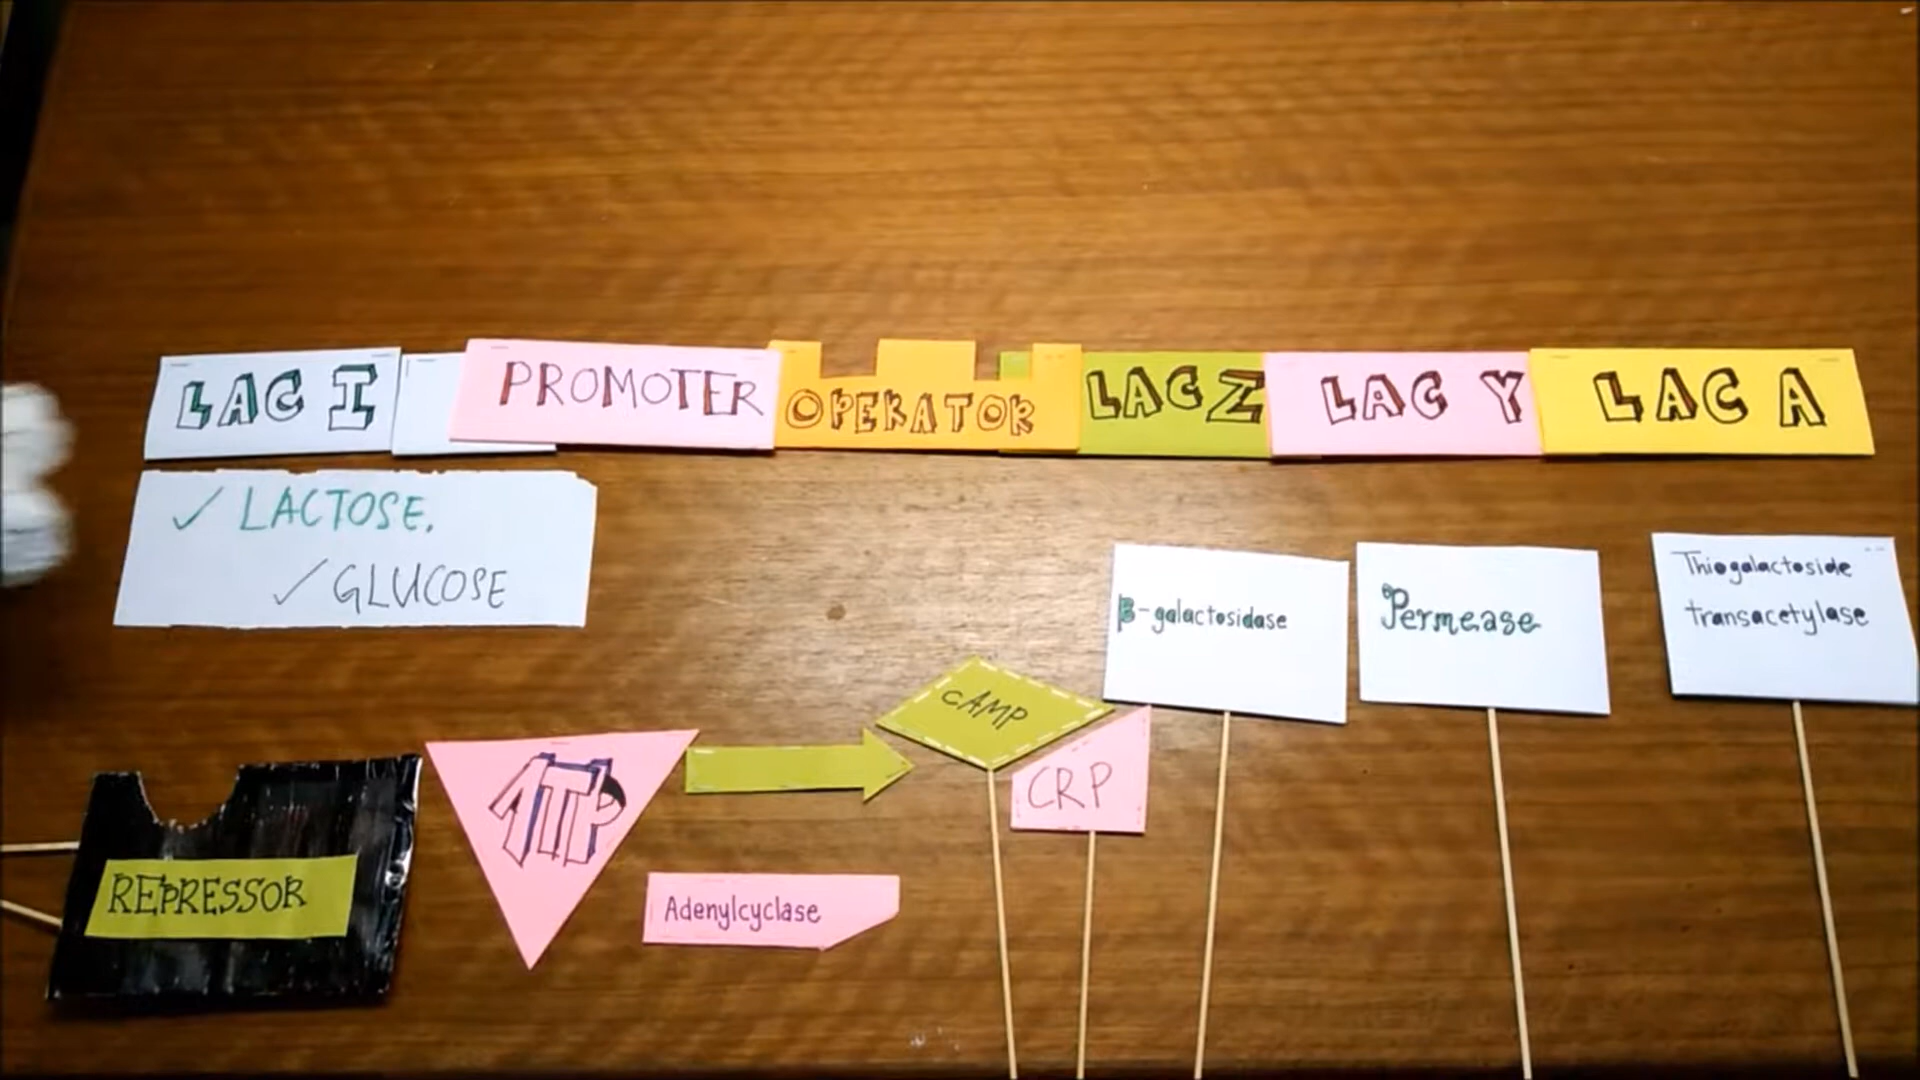 LAC I
PROMOTER
OPERATOR
LAC Z
LAC Y
LAC A
✓ LACTOSE.
✓ GLUCOSE
β-galactosidase
Permease
Thiogalactoside
transacetylase
cAMP
CRP
ATP
Adenylcyclase
REPRESSOR